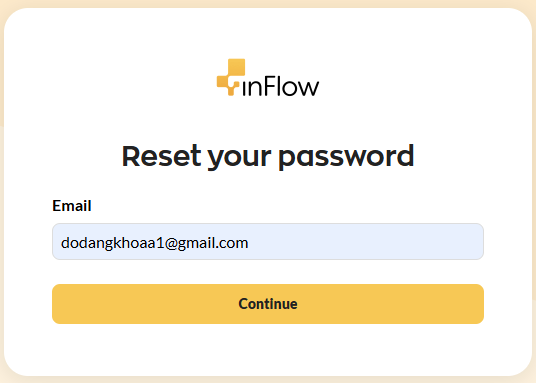 inFlow
Reset your password
Email
dodangkhoaa1@gmail.com
Continue